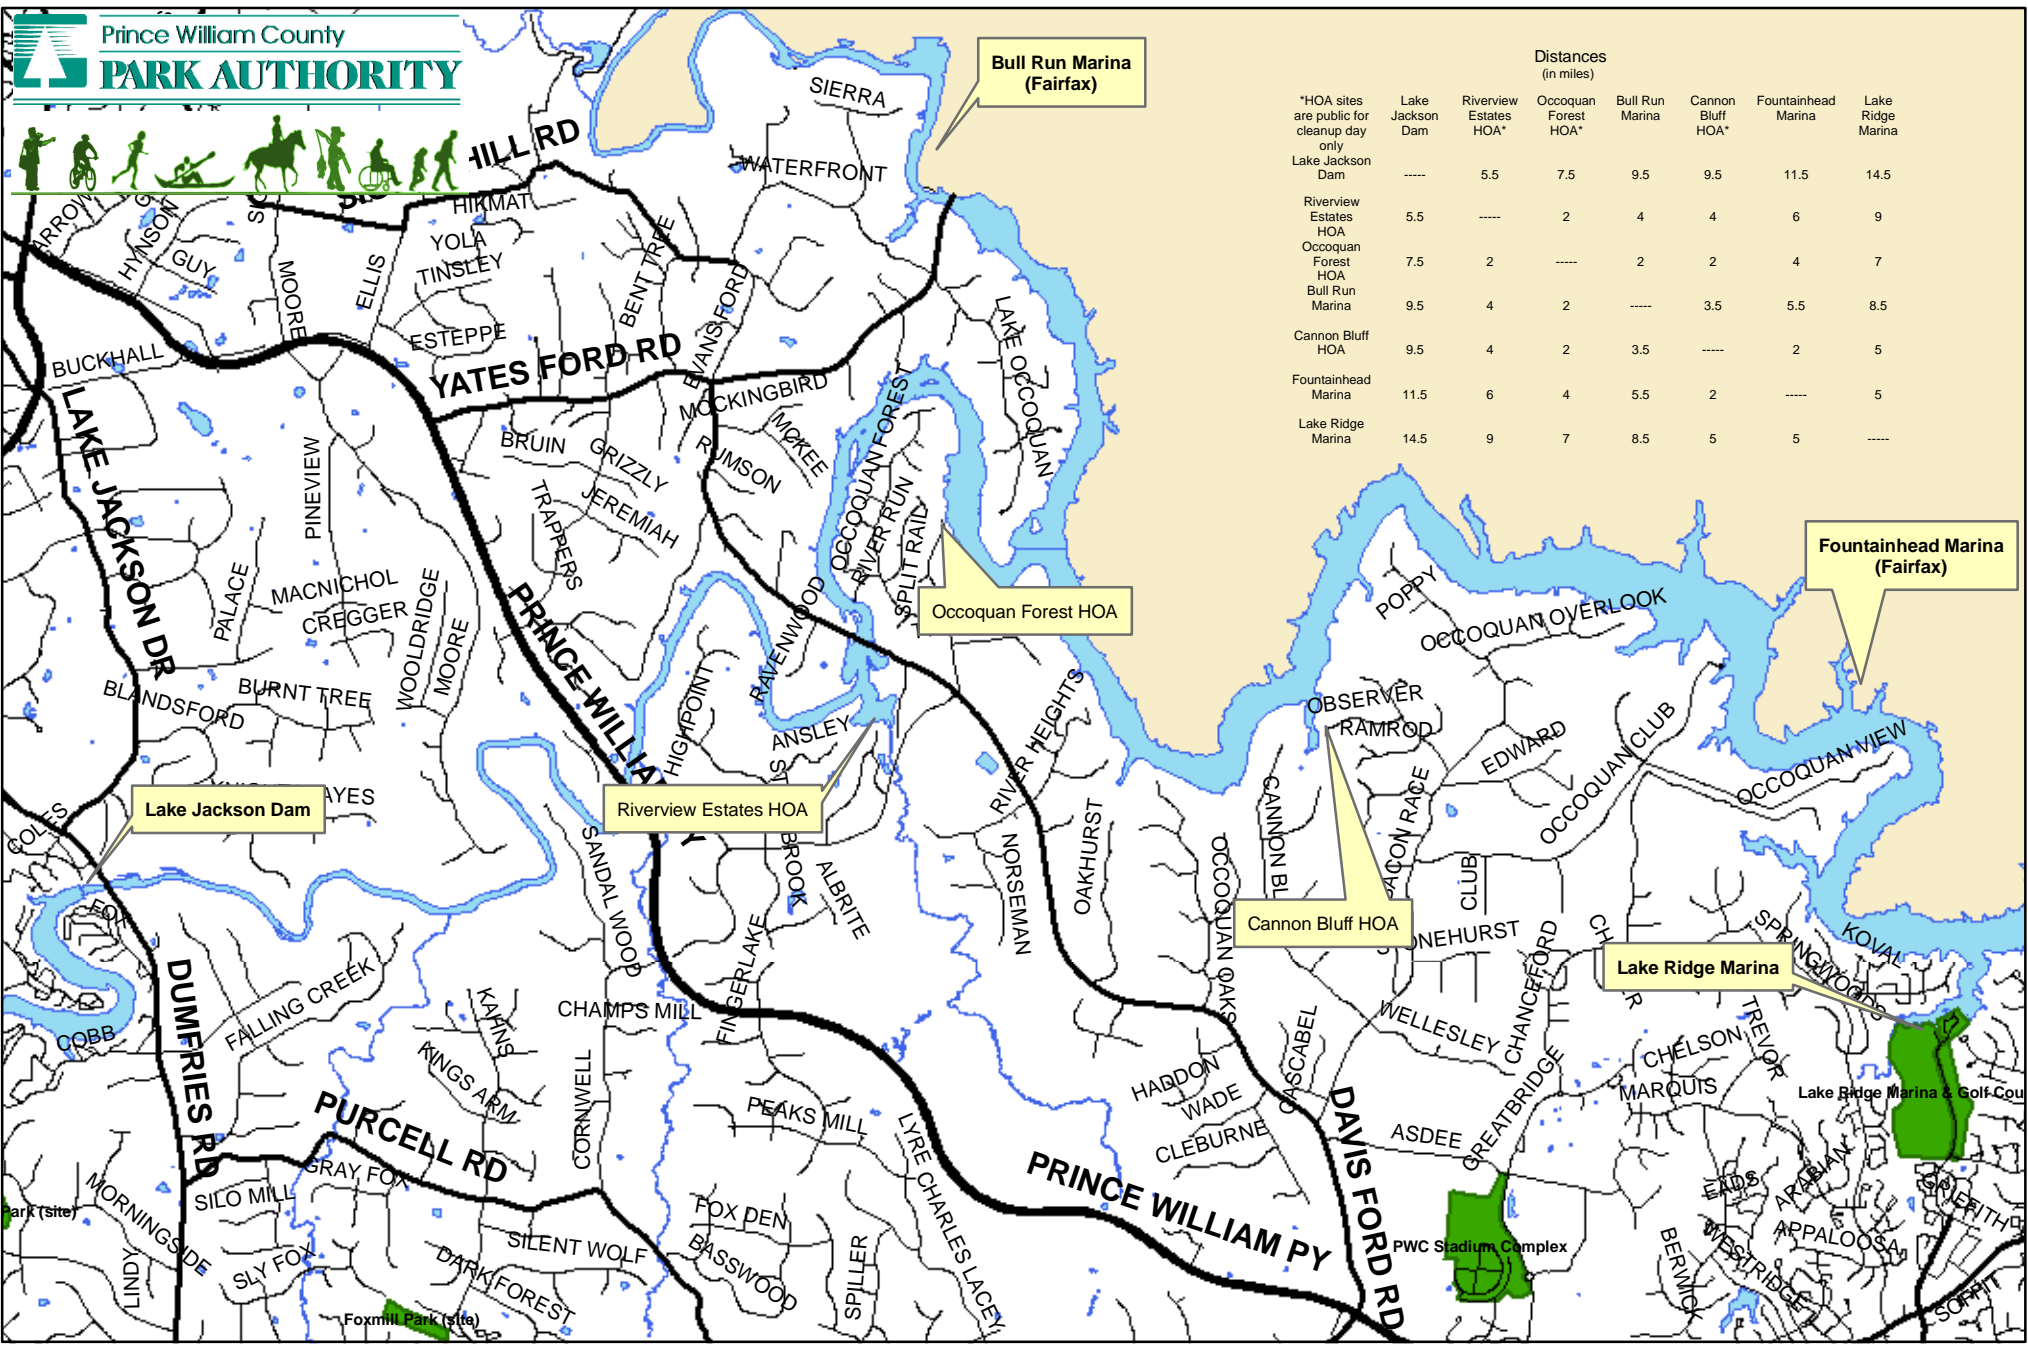 Prince William County
PARK AUTHORITY
Bull Run Marina
(Fairfax)
Distances
(in miles)
*HOA sites are public for cleanup day only | Lake Jackson Dam | Riverview Estates HOA* | Occoquan Forest HOA* | Bull Run Marina | Cannon Bluff HOA* | Fountainhead Marina | Lake Ridge Marina
Lake Jackson Dam ----- 5.5 7.5 9.5 9.5 11.5 14.5
Riverview Estates HOA 5.5 ----- 2 4 4 6 9
Occoquan Forest HOA 7.5 2 ----- 2 2 4 7
Bull Run Marina 9.5 4 2 ----- 3.5 5.5 8.5
Cannon Bluff HOA 9.5 4 2 3.5 ----- 2 5
Fountainhead Marina 11.5 6 4 5.5 2 ----- 5
Lake Ridge Marina 14.5 9 7 8.5 5 5 -----
SIERRA
HILL RD
WATERFRONT
HIKMAT
ARROW
HYNSON
GUY
YOLA
TINSLEY
MOORE
ELLIS
BENT TREE
EVANS FORD
ESTEPPE
BUCKHALL
YATES FORD RD
MOCKINGBIRD
LAKE OCCOQUAN
LAKE JACKSON DR
BRUIN
GRIZZLY
RUMSON
MCKEE
OCCOQUAN FOREST
PINEVIEW
TRAPPERS
JEREMIAH
RIVER RUN
SPLIT RAIL
Fountainhead Marina
(Fairfax)
PALACE
MACNICHOL
CREGGER
WOOLDRIDGE
MOORE
PRINCE WILLIAM PY
RAVENWOOD
Occoquan Forest HOA
POPPY
OCCOQUAN OVERLOOK
BLANDSFORD
BURNT TREE
HIGHPOINT
ANSLEY
RIVER HEIGHTS
OBSERVER
RAMROD
EDWARD
OCCOQUAN CLUB
OCCOQUAN VIEW
COLES
AYES
Lake Jackson Dam
Riverview Estates HOA
BROOK
SANDAL WOOD
ALBRITE
NORSEMAN
OAKHURST
OCCOQUAN OAKS
CANNON BL
ACON RACE
CLUB
Cannon Bluff HOA
ONEHURST
CHANCEFORD
SPRINGWOODS
KOVAL
Lake Ridge Marina
FOX
COBB
DUMFRIES RD
FALLING CREEK
KAHNS
KINGS ARM
CHAMPS MILL
FINGERLAKE
CORNWELL
WELLESLEY
CASCABEL
HADDON
WADE
CLEBURNE
GREATBRIDGE
CHELSON
TREVOR
MARQUIS
Lake Ridge Marina & Golf Cou
PURCELL RD
PEAKS MILL
LYRE CHARLES LACEY
DAVIS FORD RD
ASDEE
GRAY FOX
SILO MILL
MORNINGSIDE
Park (site)
PRINCE WILLIAM PY
EADS
ARABIAN
GRIFFITH
APPALOOSA
FOX DEN
BASSWOOD
SILENT WOLF
DARK FOREST
SLY FOX
LINDY
SPILLER
PWC Stadium Complex
BERWICK
WESTRIDGE
Foxmill Park (site)